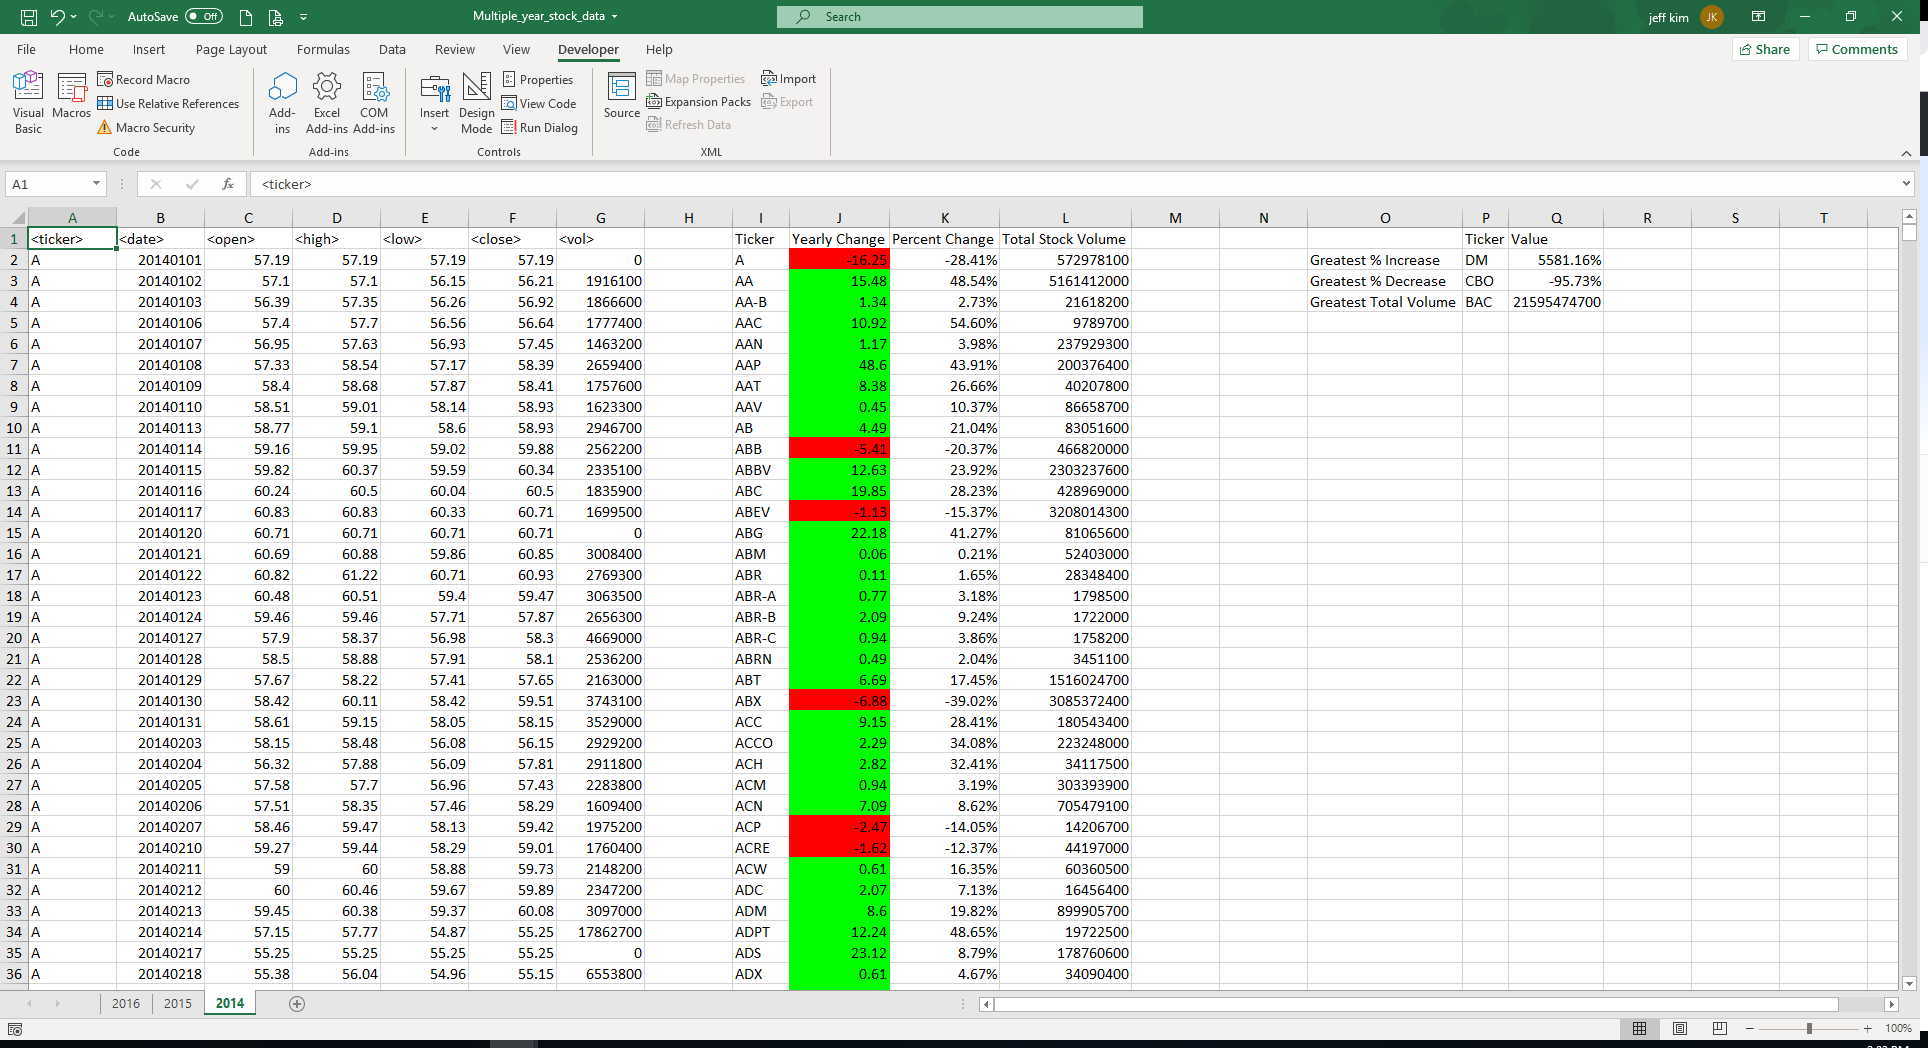 AutoSave Off Multiple_year_stock_data Search jeff kim JK
File Home Insert Page Layout Formulas Data Review View Developer Help Share Comments
Visual Basic Macros Record Macro Use Relative References Macro Security Add-ins Excel Add-ins COM Add-ins Insert Design Mode Properties View Code Run Dialog Source Map Properties Expansion Packs Refresh Data Import Export
Code Add-ins Controls XML
A1 fx <ticker>
A B C D E F G H I J K L M N O P Q R S T
1 <ticker> <date> <open> <high> <low> <close> <vol> Ticker Yearly Change Percent Change Total Stock Volume Ticker Value
2 A 20140101 57.19 57.19 57.19 57.19 0 A -16.25 -28.41% 572978100 Greatest % Increase DM 5581.16%
3 A 20140102 57.1 57.1 56.15 56.21 1916100 AA 15.48 48.54% 5161412000 Greatest % Decrease CBO -95.73%
4 A 20140103 56.39 57.35 56.26 56.92 1866600 AA-B 1.34 2.73% 21618200 Greatest Total Volume BAC 21595474700
5 A 20140106 57.4 57.7 56.56 56.64 1777400 AAC 10.92 54.60% 9789700
6 A 20140107 56.95 57.63 56.93 57.45 1463200 AAN 1.17 3.98% 237929300
7 A 20140108 57.33 58.54 57.17 58.39 2659400 AAP 48.6 43.91% 200376400
8 A 20140109 58.4 58.68 57.87 58.41 1757600 AAT 8.38 26.66% 40207800
9 A 20140110 58.51 59.01 58.14 58.93 1623300 AAV 0.45 10.37% 86658700
10 A 20140113 58.77 59.1 58.6 58.93 2946700 AB 4.49 21.04% 83051600
11 A 20140114 59.16 59.95 59.02 59.88 2562200 ABB -5.41 -20.37% 466820000
12 A 20140115 59.82 60.37 59.59 60.34 2335100 ABBV 12.63 23.92% 2303237600
13 A 20140116 60.24 60.5 60.04 60.5 1835900 ABC 19.85 28.23% 428969000
14 A 20140117 60.83 60.83 60.33 60.71 1699500 ABEV -1.13 -15.37% 3208014300
15 A 20140120 60.71 60.71 60.71 60.71 0 ABG 22.18 41.27% 81065600
16 A 20140121 60.69 60.88 59.86 60.85 3008400 ABM 0.06 0.21% 52403000
17 A 20140122 60.82 61.22 60.71 60.93 2769300 ABR 0.11 1.65% 28348400
18 A 20140123 60.48 60.51 59.4 59.47 3063500 ABR-A 0.77 3.18% 1798500
19 A 20140124 59.46 59.46 57.71 57.87 2656300 ABR-B 2.09 9.24% 1722000
20 A 20140127 57.9 58.37 56.98 58.3 4669000 ABR-C 0.94 3.86% 1758200
21 A 20140128 58.5 58.88 57.91 58.1 2536200 ABRN 0.49 2.04% 3451100
22 A 20140129 57.67 58.22 57.41 57.65 2163000 ABT 6.69 17.45% 1516024700
23 A 20140130 58.42 60.11 58.42 59.51 3743100 ABX -6.88 -39.02% 3085372400
24 A 20140131 58.61 59.15 58.05 58.15 3529000 ACC 9.15 28.41% 180543400
25 A 20140203 58.15 58.48 56.08 56.15 2929200 ACCO 2.29 34.08% 223248000
26 A 20140204 56.32 57.88 56.09 57.81 2911800 ACH 2.82 32.41% 34117500
27 A 20140205 57.58 57.7 56.96 57.43 2283800 ACM 0.94 3.19% 303393900
28 A 20140206 57.51 58.35 57.46 58.29 1609400 ACN 7.09 8.62% 705479100
29 A 20140207 58.46 59.47 58.13 59.42 1975200 ACP -2.47 -14.05% 14206700
30 A 20140210 59.27 59.44 58.29 59.01 1760400 ACRE -1.62 -12.37% 44197000
31 A 20140211 59 60 58.88 59.73 2148200 ACW 0.61 16.35% 60360500
32 A 20140212 60 60.46 59.67 59.89 2347200 ADC 2.07 7.13% 16456400
33 A 20140213 59.45 60.38 59.37 60.08 3097000 ADM 8.6 19.82% 899905700
34 A 20140214 57.15 57.77 54.87 55.25 17862700 ADPT 12.24 48.65% 19722500
35 A 20140217 55.25 55.25 55.25 55.25 0 ADS 23.12 8.79% 178760600
36 A 20140218 55.38 56.04 54.96 55.15 6553800 ADX 0.61 4.67% 34090400
2016 2015 2014
100%